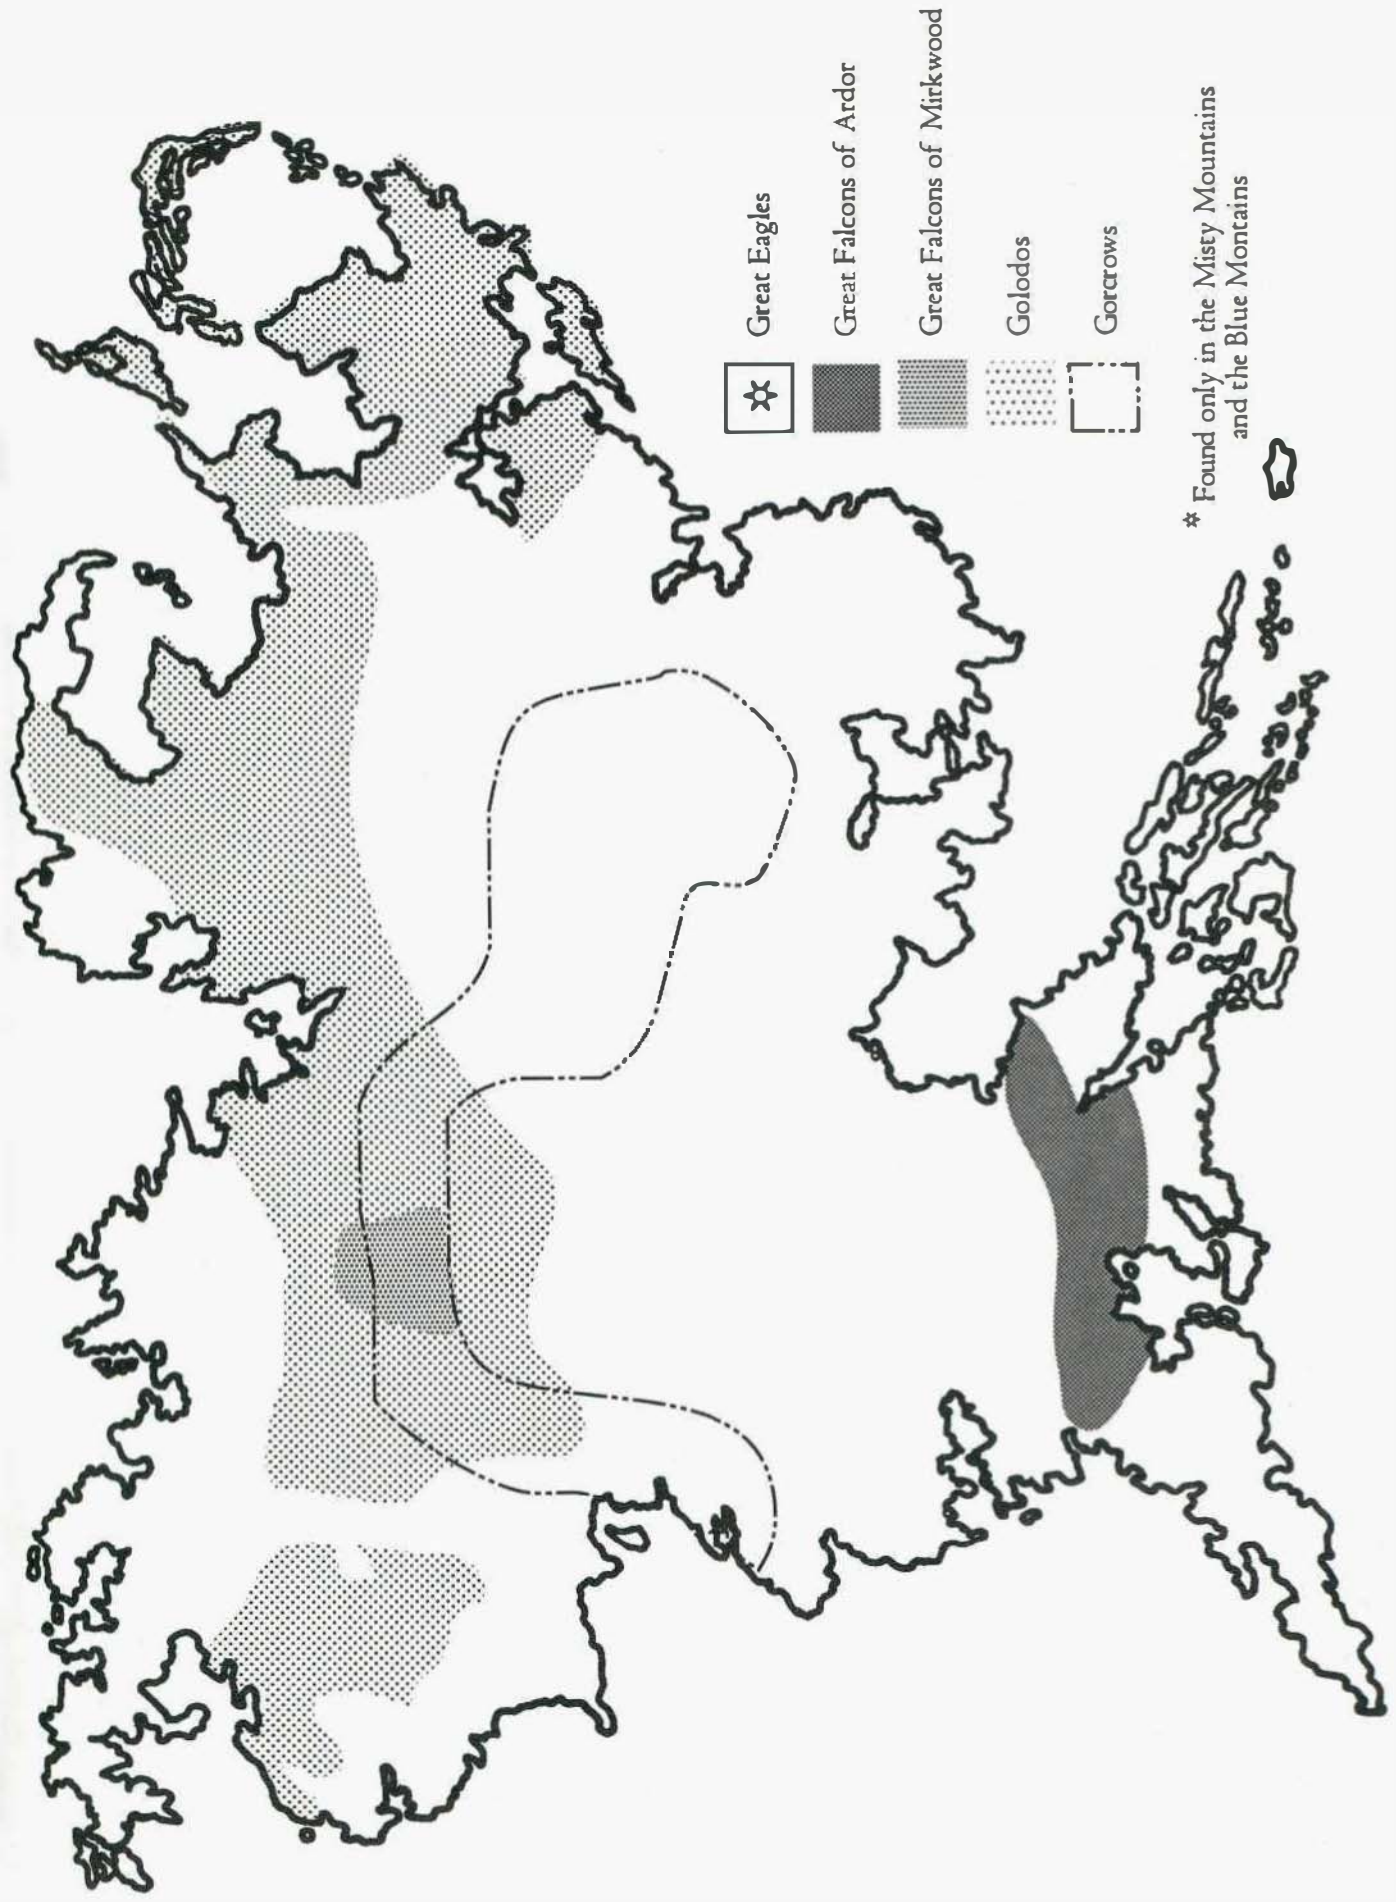 Great Eagles
Great Falcons of Ardor
Great Falcons of Mirkwood
Golodos
Gorcrows
* Found only in the Misty Mountains
and the Blue Montains